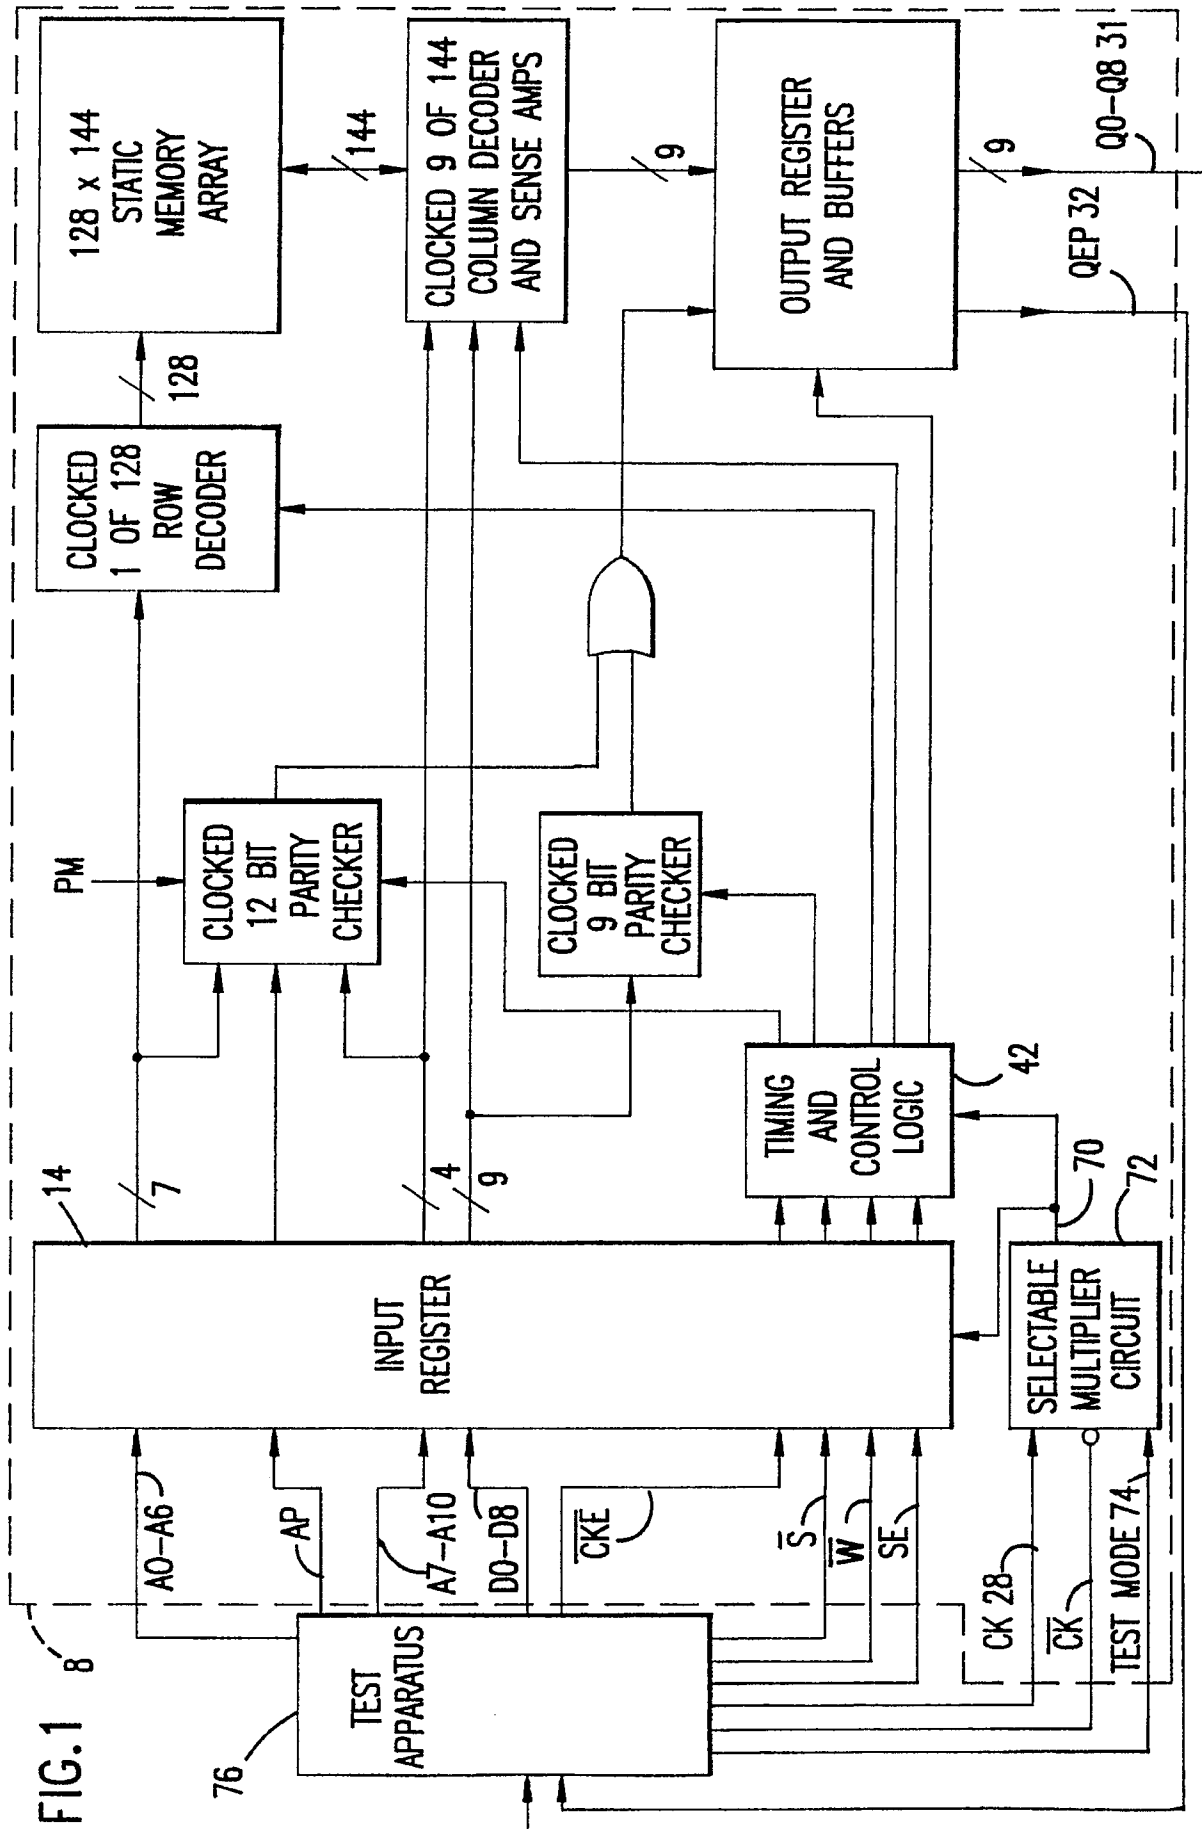 FIG.1
8
76
TEST
APPARATUS
A0-A6
AP
A7-A10
D0-D8
CKE
S
W
SE
CK 28
CK
TEST MODE 74
14
INPUT
REGISTER
SELECTABLE
MULTIPLIER
CIRCUIT
72
70
7
4
9
TIMING
AND
CONTROL
LOGIC
42
PM
CLOCKED
12 BIT
PARITY
CHECKER
CLOCKED
9 BIT
PARITY
CHECKER
CLOCKED
1 OF 128
ROW
DECODER
128
128 x 144
STATIC
MEMORY
ARRAY
144
CLOCKED 9 OF 144
COLUMN DECODER
AND SENSE AMPS
9
OUTPUT REGISTER
AND BUFFERS
9
QEP 32
Q0-Q8 31